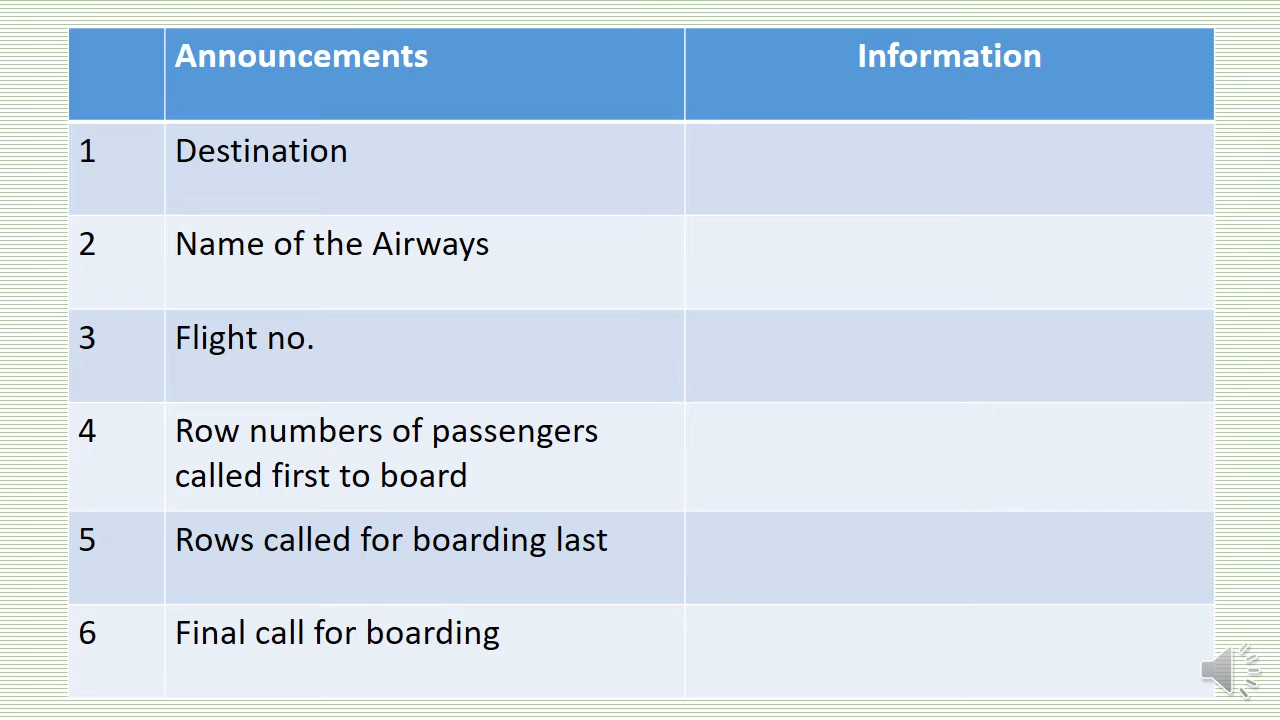 Announcements Information
1 Destination
2 Name of the Airways
3 Flight no.
4 Row numbers of passengers
called first to board
5 Rows called for boarding last
6 Final call for boarding